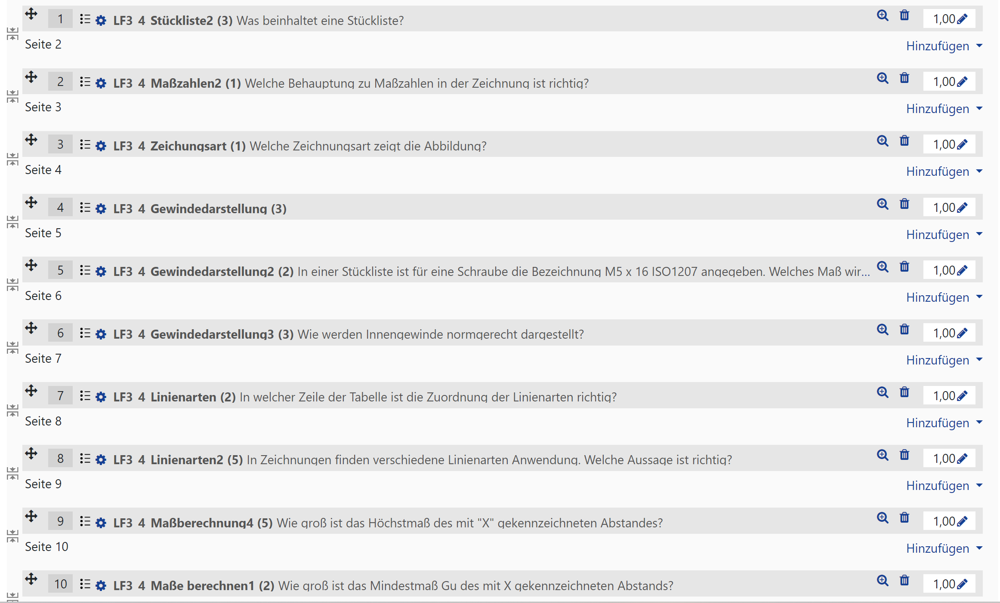 1 LF3 4 Stückliste2 (3) Was beinhaltet eine Stückliste? 1,00
Seite 2 Hinzufügen
2 LF3 4 Maßzahlen2 (1) Welche Behauptung zu Maßzahlen in der Zeichnung ist richtig? 1,00
Seite 3 Hinzufügen
3 LF3 4 Zeichungsart (1) Welche Zeichnungsart zeigt die Abbildung? 1,00
Seite 4 Hinzufügen
4 LF3 4 Gewindedarstellung (3) 1,00
Seite 5 Hinzufügen
5 LF3 4 Gewindedarstellung2 (2) In einer Stückliste ist für eine Schraube die Bezeichnung M5 x 16 ISO1207 angegeben. Welches Maß wir... 1,00
Seite 6 Hinzufügen
6 LF3 4 Gewindedarstellung3 (3) Wie werden Innengewinde normgerecht dargestellt? 1,00
Seite 7 Hinzufügen
7 LF3 4 Linienarten (2) In welcher Zeile der Tabelle ist die Zuordnung der Linienarten richtig? 1,00
Seite 8 Hinzufügen
8 LF3 4 Linienarten2 (5) In Zeichnungen finden verschiedene Linienarten Anwendung. Welche Aussage ist richtig? 1,00
Seite 9 Hinzufügen
9 LF3 4 Maßberechnung4 (5) Wie groß ist das Höchstmaß des mit "X" gekennzeichneten Abstandes? 1,00
Seite 10 Hinzufügen
10 LF3 4 Maße berechnen1 (2) Wie groß ist das Mindestmaß Gu des mit X gekennzeichneten Abstands? 1,00